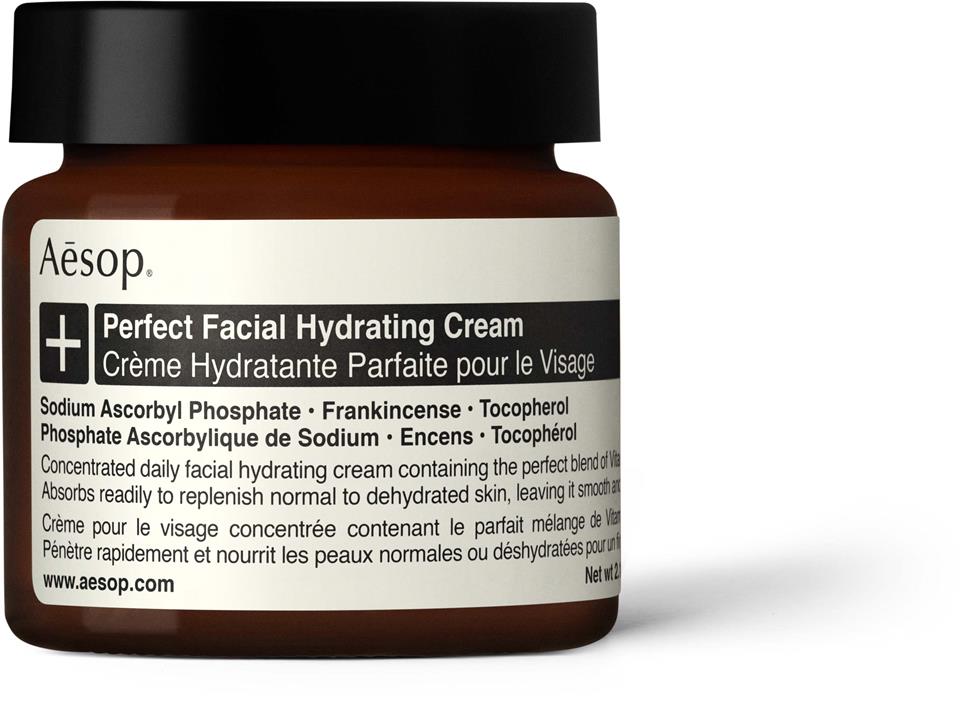 Aēsop®
+ Perfect Facial Hydrating Cream
Crème Hydratante Parfaite pour le Visage
Sodium Ascorbyl Phosphate · Frankincense · Tocopherol
Phosphate Ascorbylique de Sodium · Encens · Tocophérol
Concentrated daily facial hydrating cream containing the perfect blend of
Absorbs readily to replenish normal to dehydrated skin, leaving it smooth and
Crème pour le visage concentrée contenant le parfait mélange de
Pénètre rapidement et nourrit les peaux normales ou déshydratées pour un
www.aesop.com
Net wt 2.